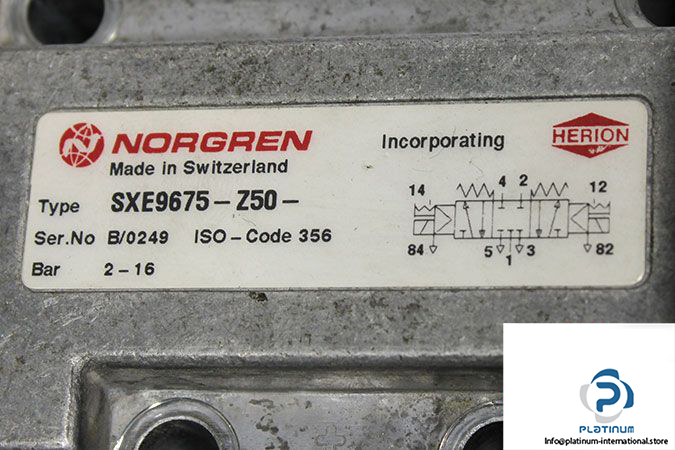 NORGREN
Made in Switzerland
Incorporating
HERION
Type SXE9675-Z50-
Ser.No B/0249 ISO-Code 356
Bar 2-16
14 4 2 12
84 5 1 3 82
PLATINUM
Info@platinum-international.store